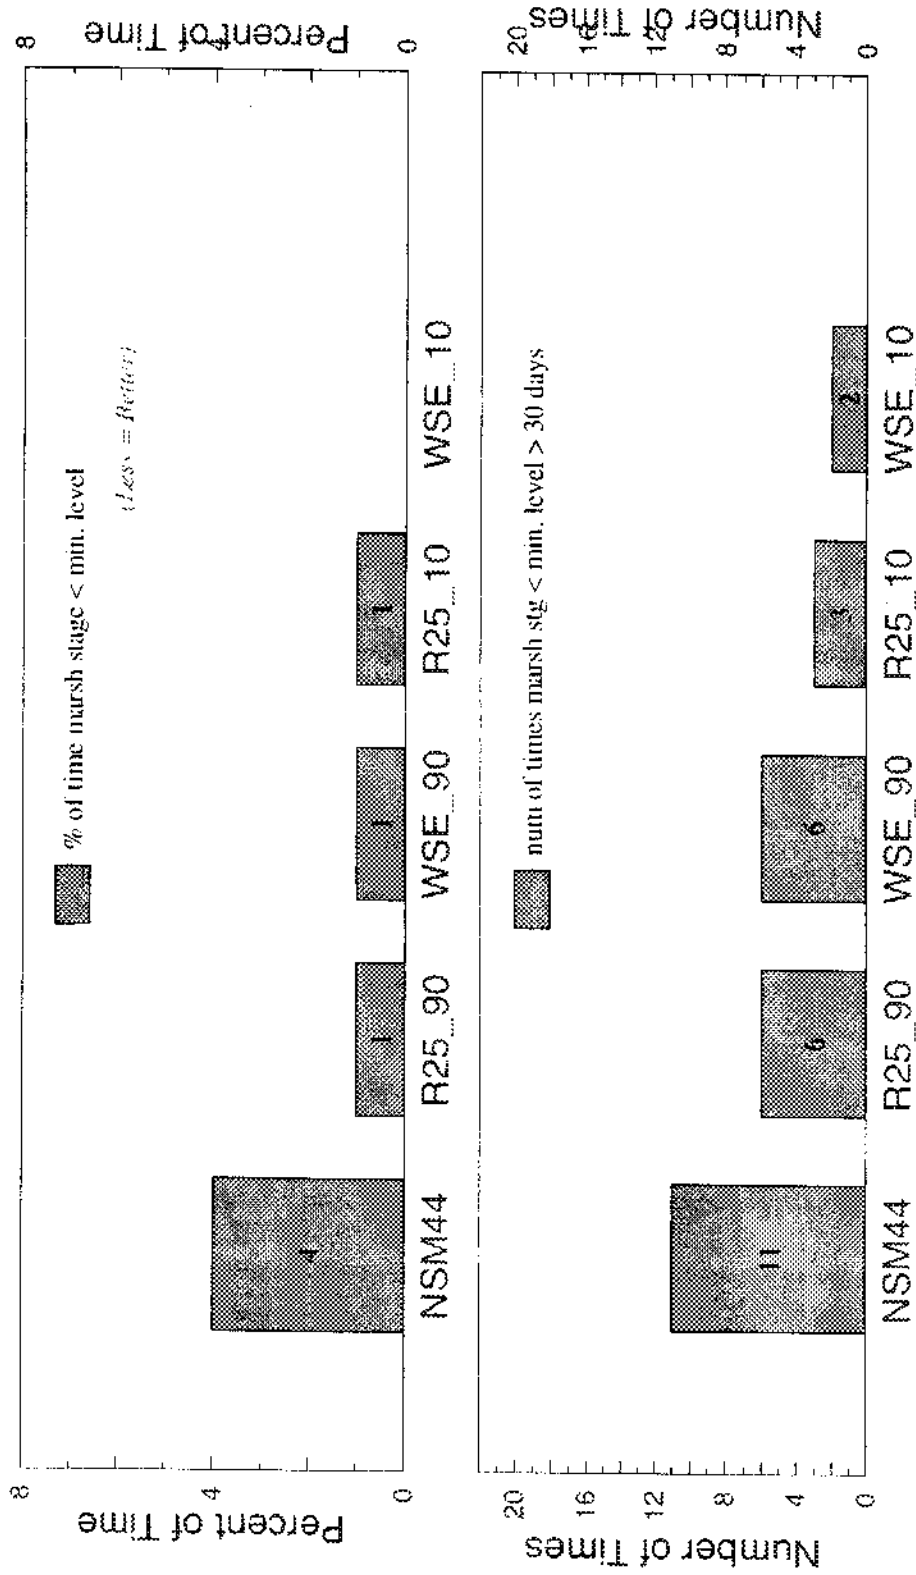 % of time marsh stage < min. level
(Less = Better)
Percent of Time
8
4
0
4
1
1
1
NSM44
R25_90
WSE_90
R25_10
WSE_10
8
4
0
Percent of Time
num of times marsh stg < min. level > 30 days
Number of Times
20
16
12
8
4
0
11
6
6
3
2
NSM44
R25_90
WSE_90
R25_10
WSE_10
20
16
12
8
4
0
Number of Times